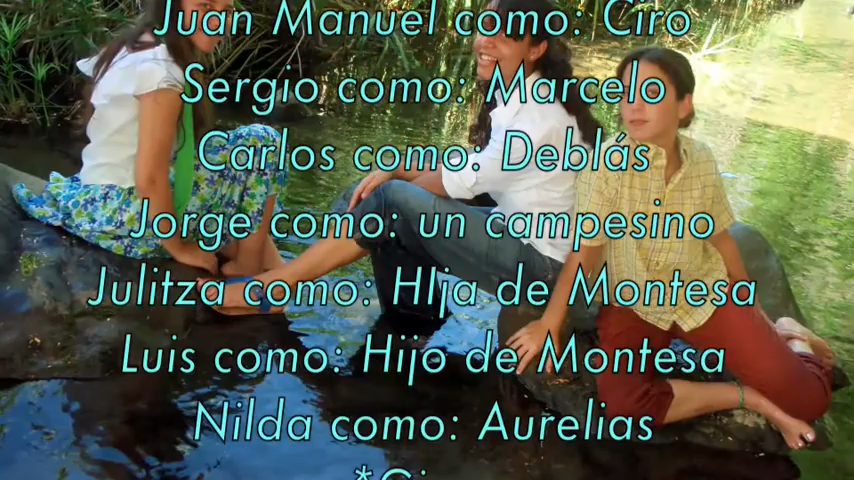 Juan Manuel como: Ciro
Sergio como: Marcelo
Carlos como: Deblás
Jorge como: un campesino
Julitza como: HIja de Montesa
Luis como: Hijo de Montesa
Nilda como: Aurelias